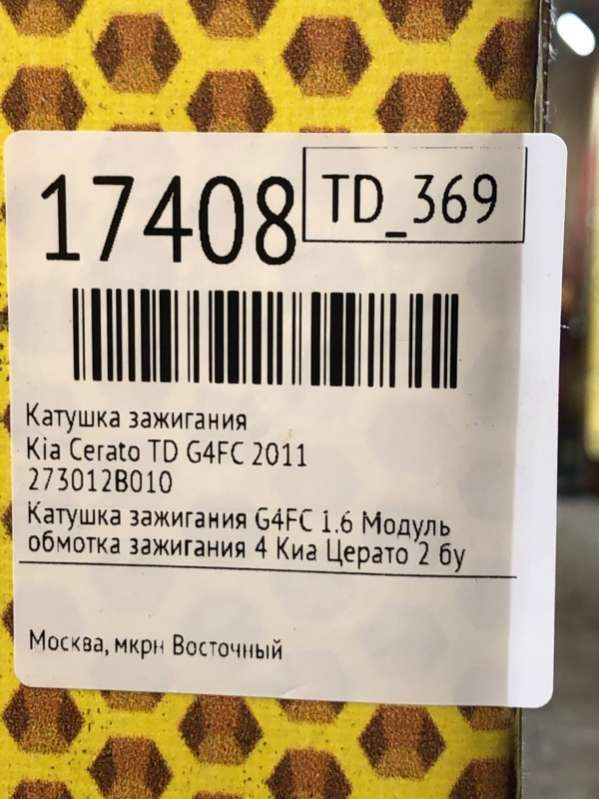 17408
TD_369
Катушка зажигания
Kia Cerato TD G4FC 2011
273012B010
Катушка зажигания G4FC 1.6 Модуль
обмотка зажигания 4 Киа Церато 2 бу
Москва, мкрн Восточный